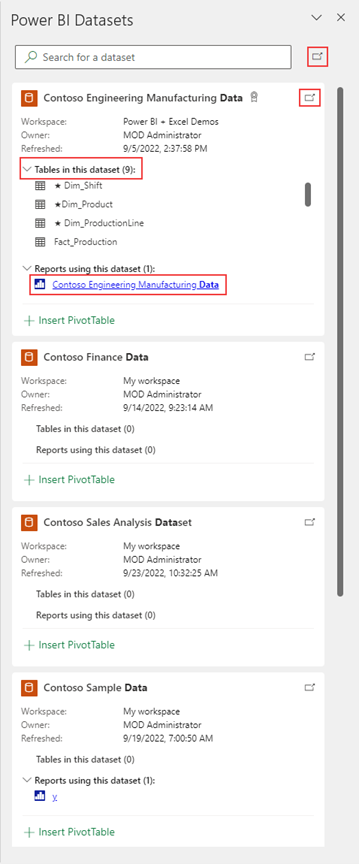 Power BI Datasets
Search for a dataset
Contoso Engineering Manufacturing Data
Workspace: Power BI + Excel Demos
Owner: MOD Administrator
Refreshed: 9/5/2022, 2:37:58 PM
Tables in this dataset (9):
★ Dim_Shift
★Dim_Product
★ Dim_ProductionLine
Fact_Production
Reports using this dataset (1):
Contoso Engineering Manufacturing Data
+ Insert PivotTable
Contoso Finance Data
Workspace: My workspace
Owner: MOD Administrator
Refreshed: 9/14/2022, 9:23:14 AM
Tables in this dataset (0)
Reports using this dataset (0)
+ Insert PivotTable
Contoso Sales Analysis Dataset
Workspace: My workspace
Owner: MOD Administrator
Refreshed: 9/23/2022, 10:32:25 AM
Tables in this dataset (0)
Reports using this dataset (0)
+ Insert PivotTable
Contoso Sample Data
Workspace: My workspace
Owner: MOD Administrator
Refreshed: 9/19/2022, 7:00:50 AM
Tables in this dataset (0)
Reports using this dataset (1):
y
+ Insert PivotTable